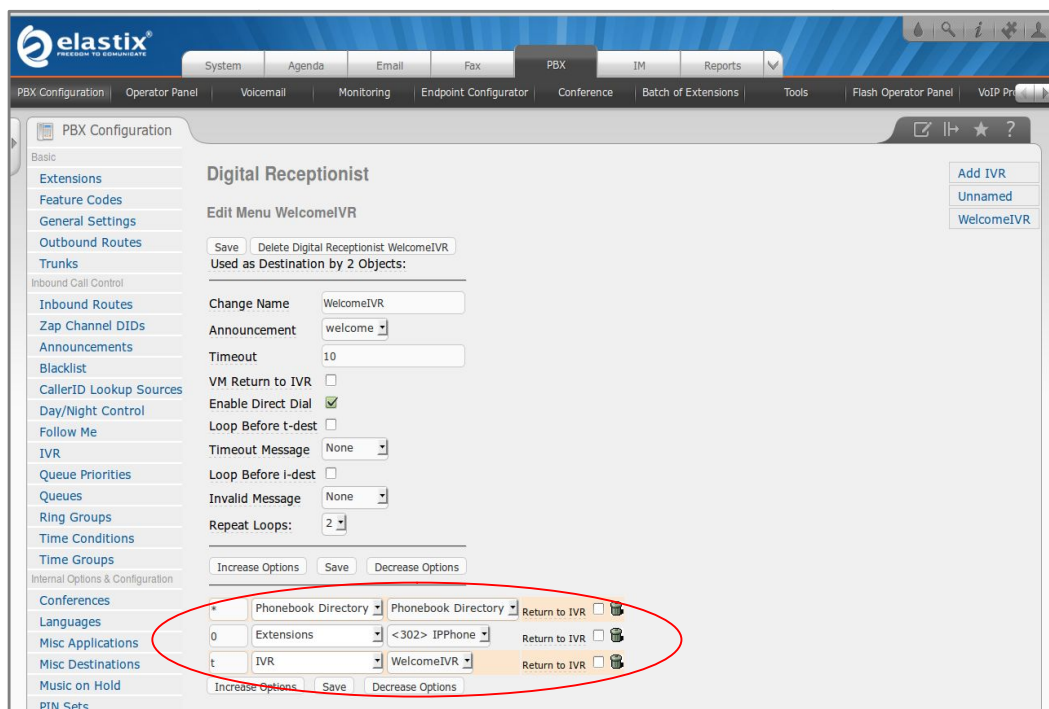 elastix®
FREEDOM TO COMUNICATE
System Agenda Email Fax PBX IM Reports
PBX Configuration Operator Panel Voicemail Monitoring Endpoint Configurator Conference Batch of Extensions Tools Flash Operator Panel VoIP
PBX Configuration
Basic
Extensions
Feature Codes
General Settings
Outbound Routes
Trunks
Inbound Call Control
Inbound Routes
Zap Channel DIDs
Announcements
Blacklist
CallerID Lookup Sources
Day/Night Control
Follow Me
IVR
Queue Priorities
Queues
Ring Groups
Time Conditions
Time Groups
Internal Options & Configuration
Conferences
Languages
Misc Applications
Misc Destinations
Music on Hold
PIN Sets
Digital Receptionist
Edit Menu WelcomeIVR
Save Delete Digital Receptionist WelcomeIVR
Used as Destination by 2 Objects:
Change Name WelcomeIVR
Announcement welcome
Timeout 10
VM Return to IVR
Enable Direct Dial
Loop Before t-dest
Timeout Message None
Loop Before i-dest
Invalid Message None
Repeat Loops: 2
Increase Options Save Decrease Options
* Phonebook Directory Phonebook Directory Return to IVR
0 Extensions <302> IPPhone Return to IVR
t IVR WelcomeIVR Return to IVR
Increase Options Save Decrease Options
Add IVR
Unnamed
WelcomeIVR